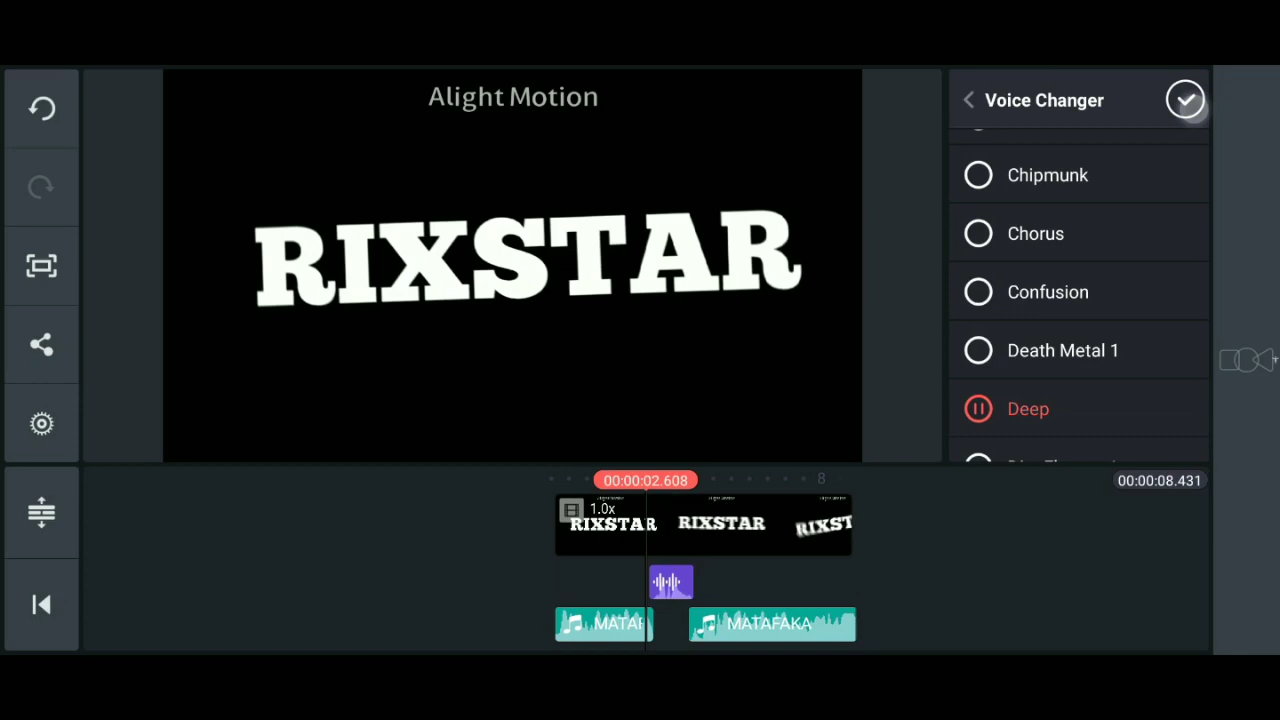 Alight Motion
RIXSTAR
Voice Changer
Chipmunk
Chorus
Confusion
Death Metal 1
Deep
00:00:02.608
8
00:00:08.431
1.0x
RIXSTAR
RIXSTAR
RIXST
MATAF
MATAFAKA